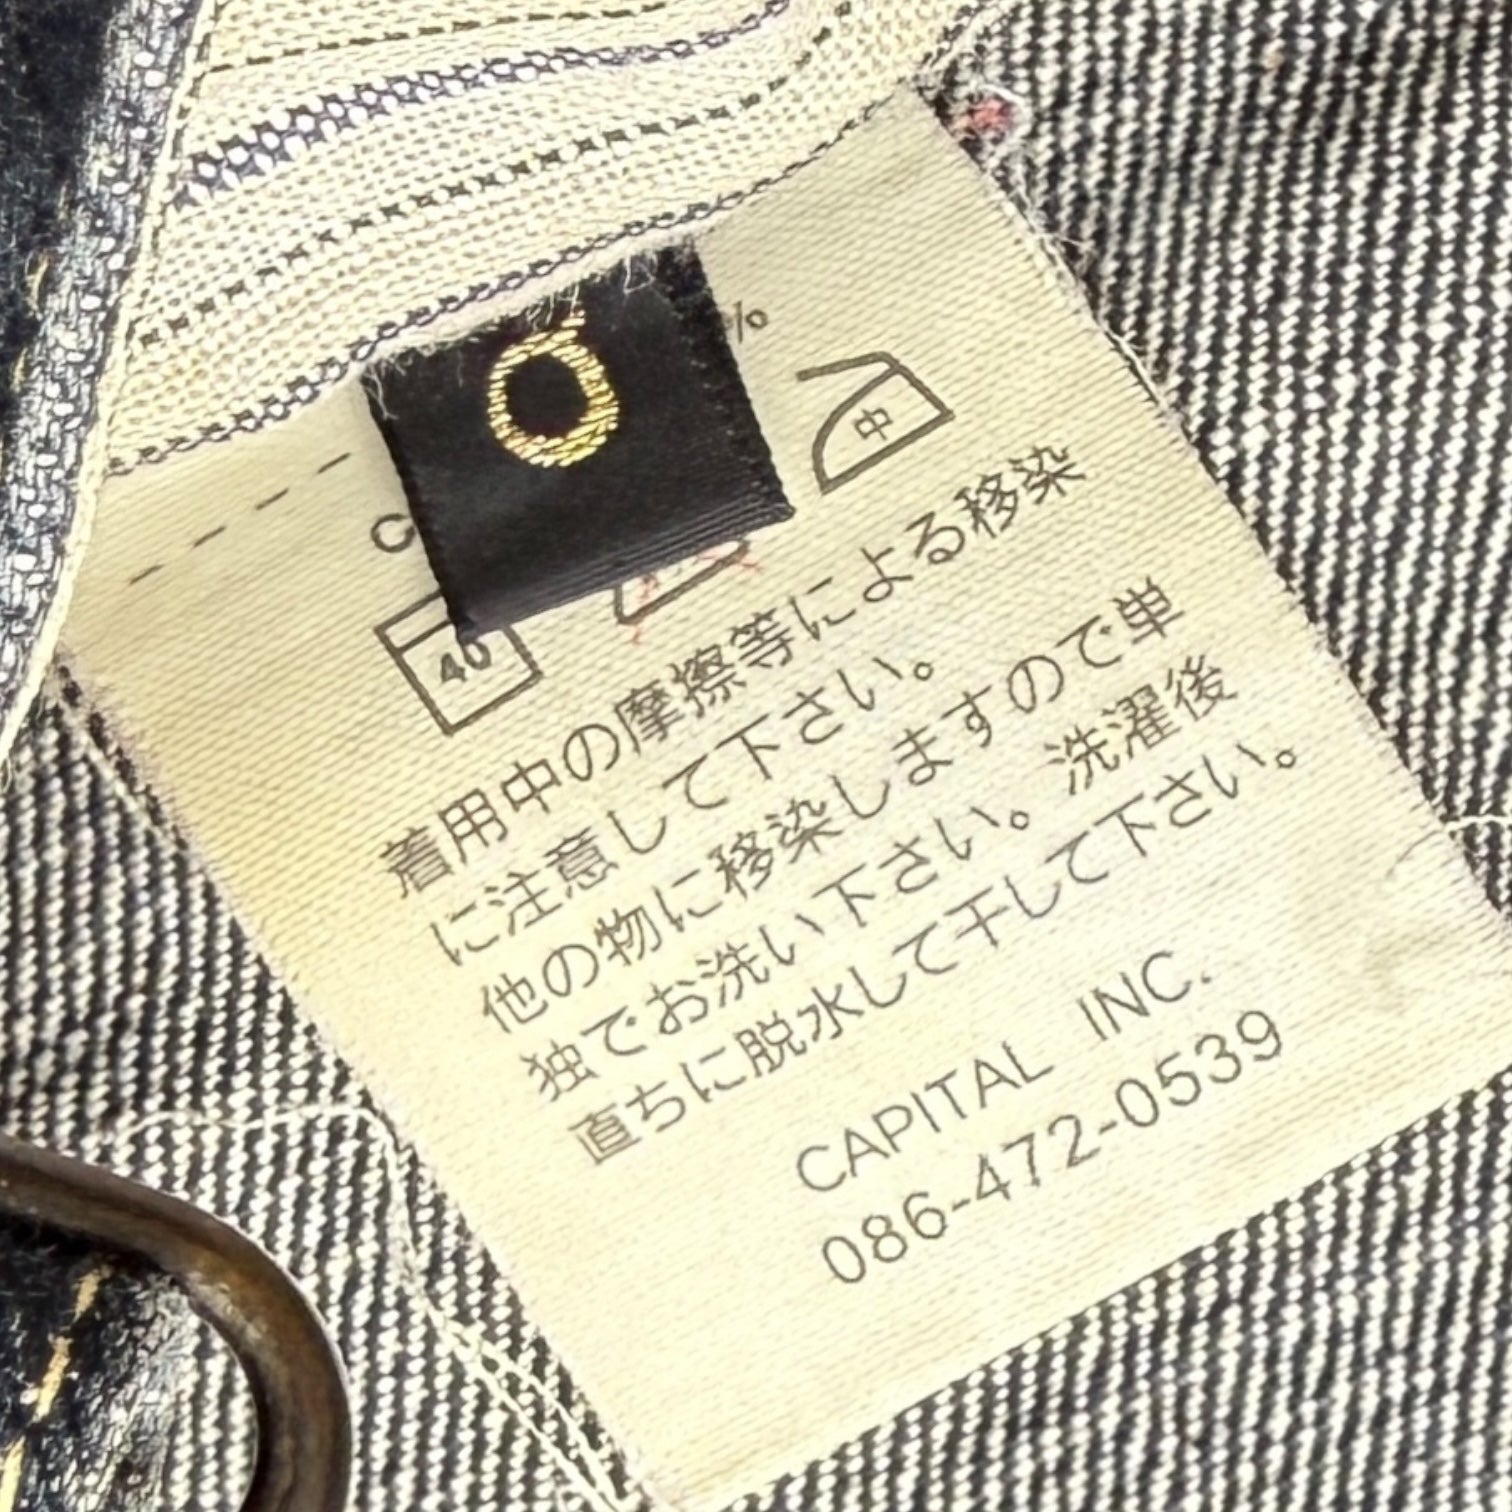 0
%
中
C
40
着用中の摩擦等による移染
に注意して下さい。
他の物に移染しますので単
独でお洗い下さい。洗濯後
直ちに脱水して干して下さい。
CAPITAL INC.
086-472-0539